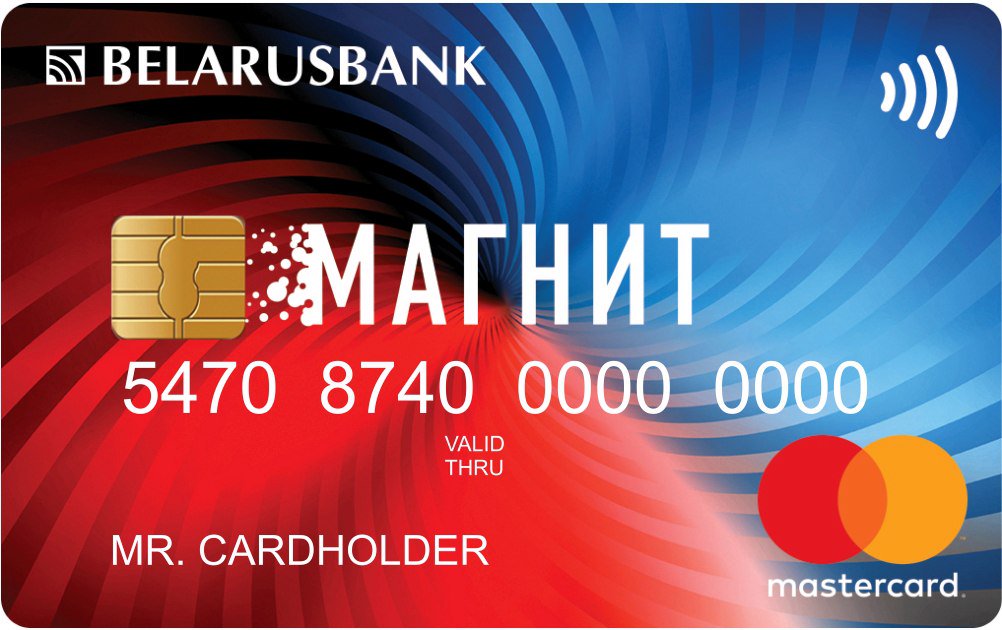 BELARUSBANK
МАГНИТ
5470 8740 0000 0000
VALID
THRU
MR. CARDHOLDER
mastercard.